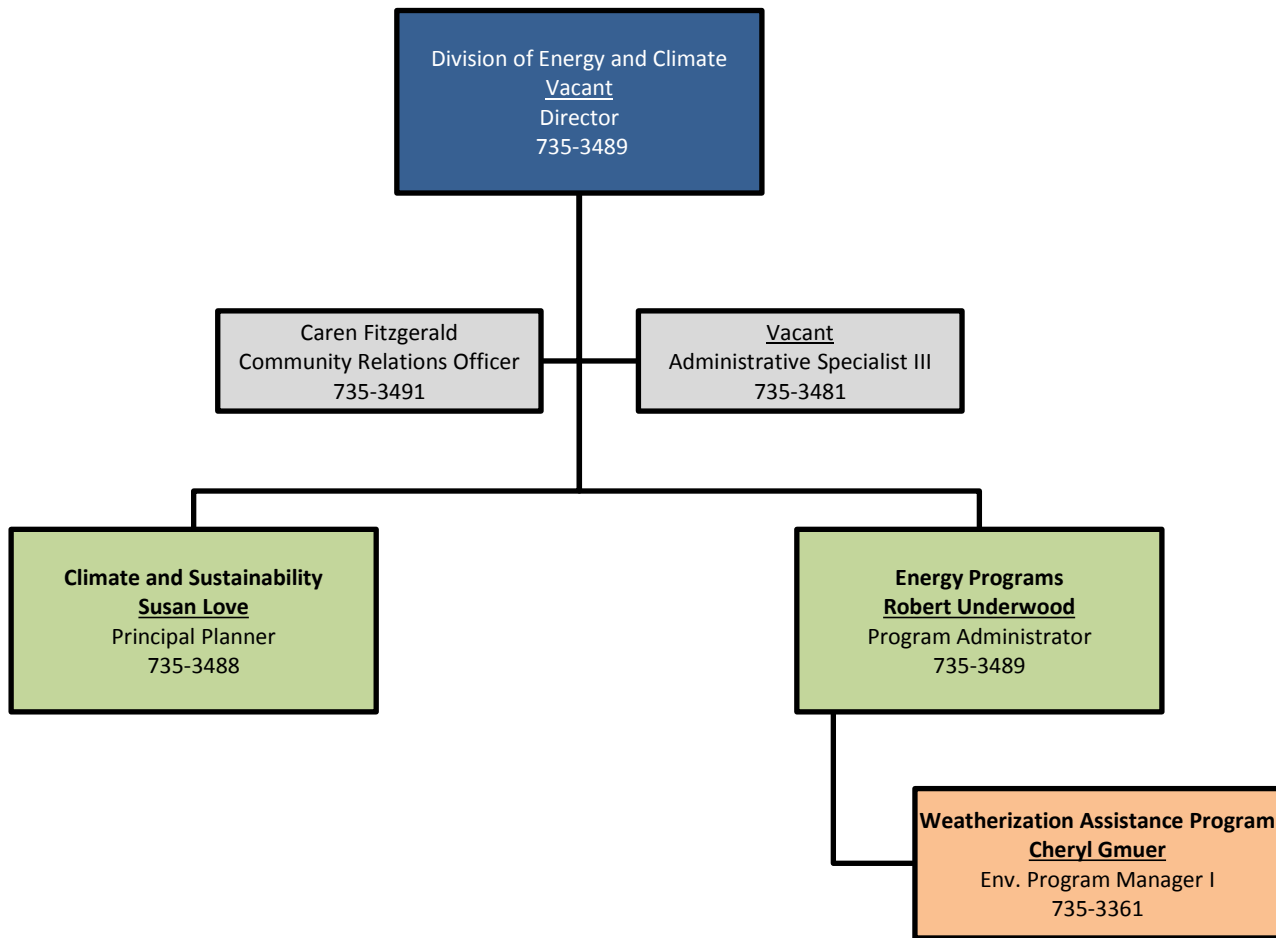 Division of Energy and Climate
Vacant
Director
735-3489
Caren Fitzgerald
Community Relations Officer
735-3491
Vacant
Administrative Specialist III
735-3481
Climate and Sustainability
Susan Love
Principal Planner
735-3488
Energy Programs
Robert Underwood
Program Administrator
735-3489
Weatherization Assistance Program
Cheryl Gmuer
Env. Program Manager I
735-3361